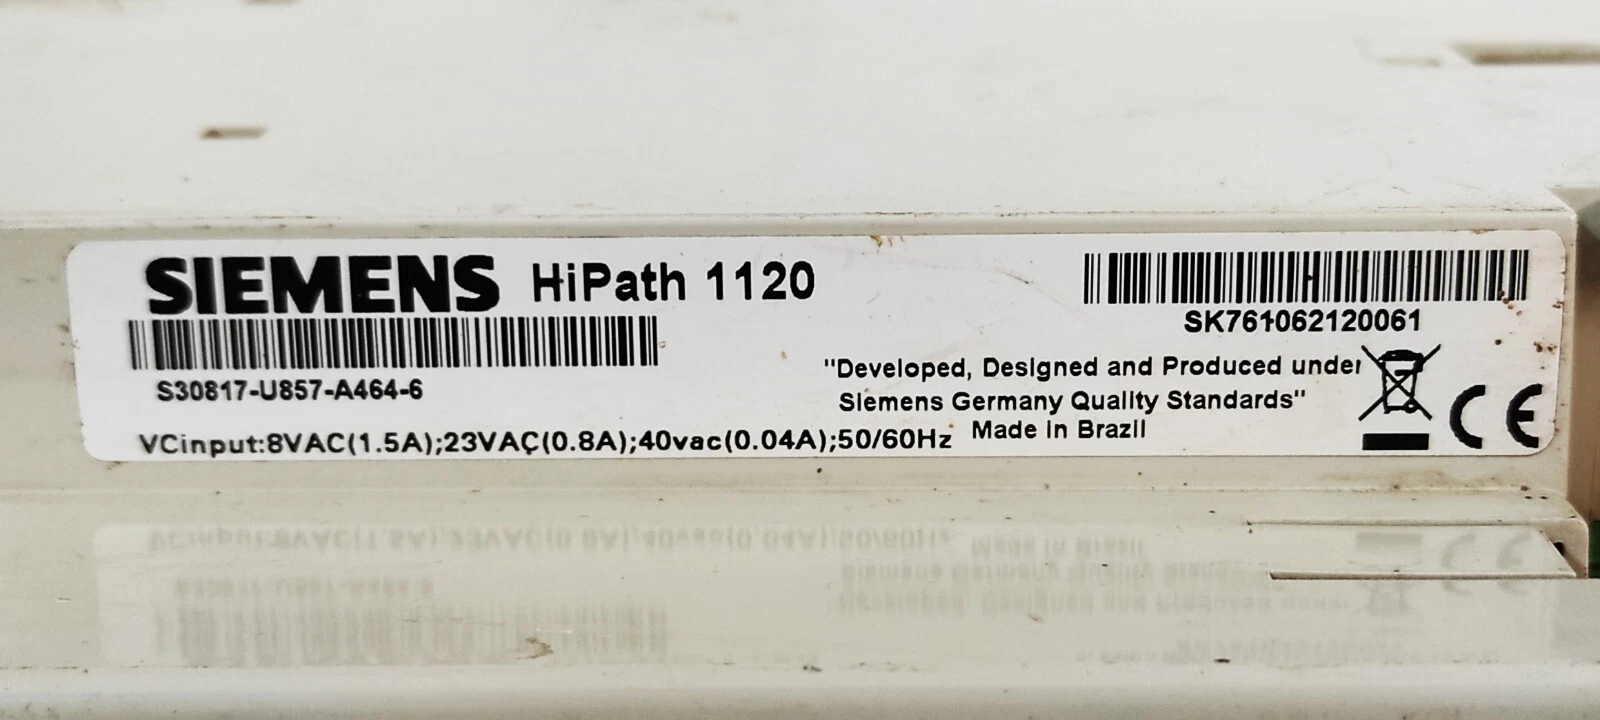 SIEMENS HiPath 1120
SK761062120061
S30817-U857-A464-6
"Developed, Designed and Produced under
Siemens Germany Quality Standards"
VCinput:8VAC(1.5A);23VAC(0.8A);40vac(0.04A);50/60Hz Made in Brazil
CE